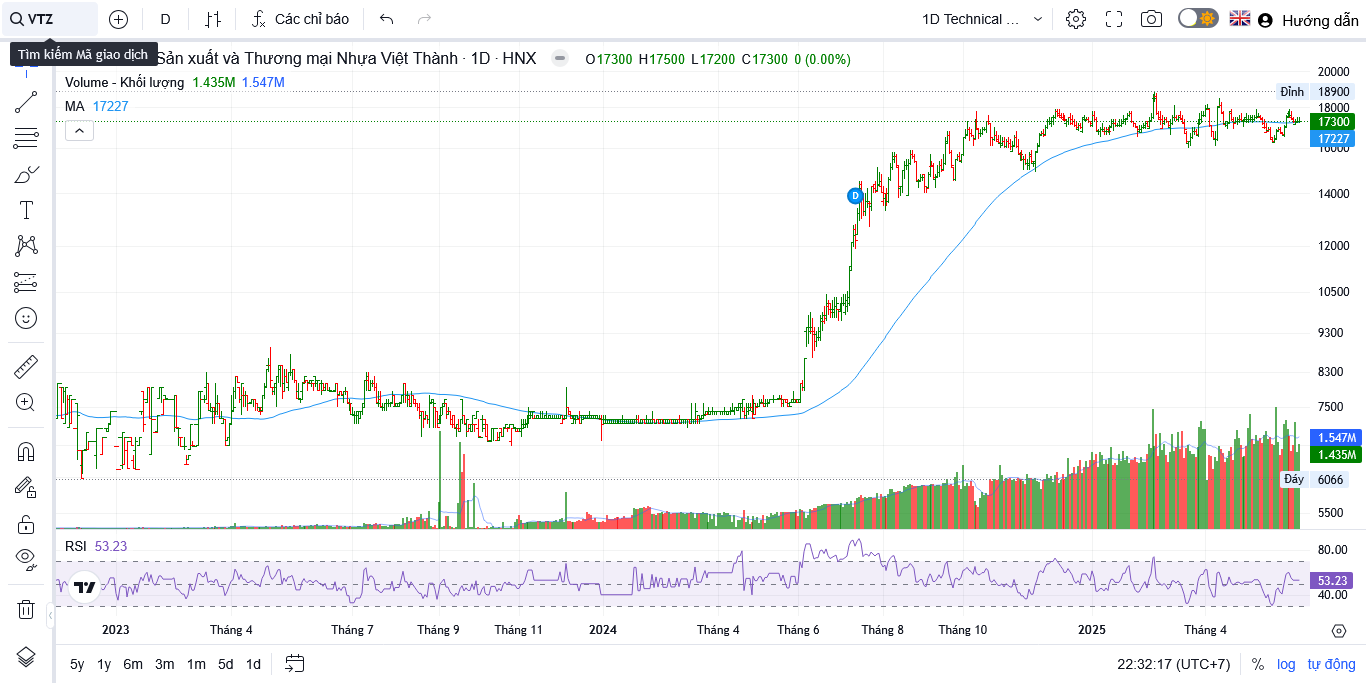 VTZ D Các chỉ báo 1D Technical ... Hướng dẫn
Tìm kiếm Mã giao dịch Sản xuất và Thương mại Nhựa Việt Thành · 1D · HNX O17300 H17500 L17200 C17300 0 (0.00%)
Volume - Khối lượng 1.435M 1.547M
MA 17227
D
20000
Đỉnh 18900
18000
17300
17227
16000
14000
12000
10500
9300
8300
7500
1.547M
1.435M
Đáy 6066
5500
RSI 53.23
80.00
53.23
40.00
2023 Tháng 4 Tháng 7 Tháng 9 Tháng 11 2024 Tháng 4 Tháng 6 Tháng 8 Tháng 10 2025 Tháng 4
5y 1y 6m 3m 1m 5d 1d 22:32:17 (UTC+7) % log tự động